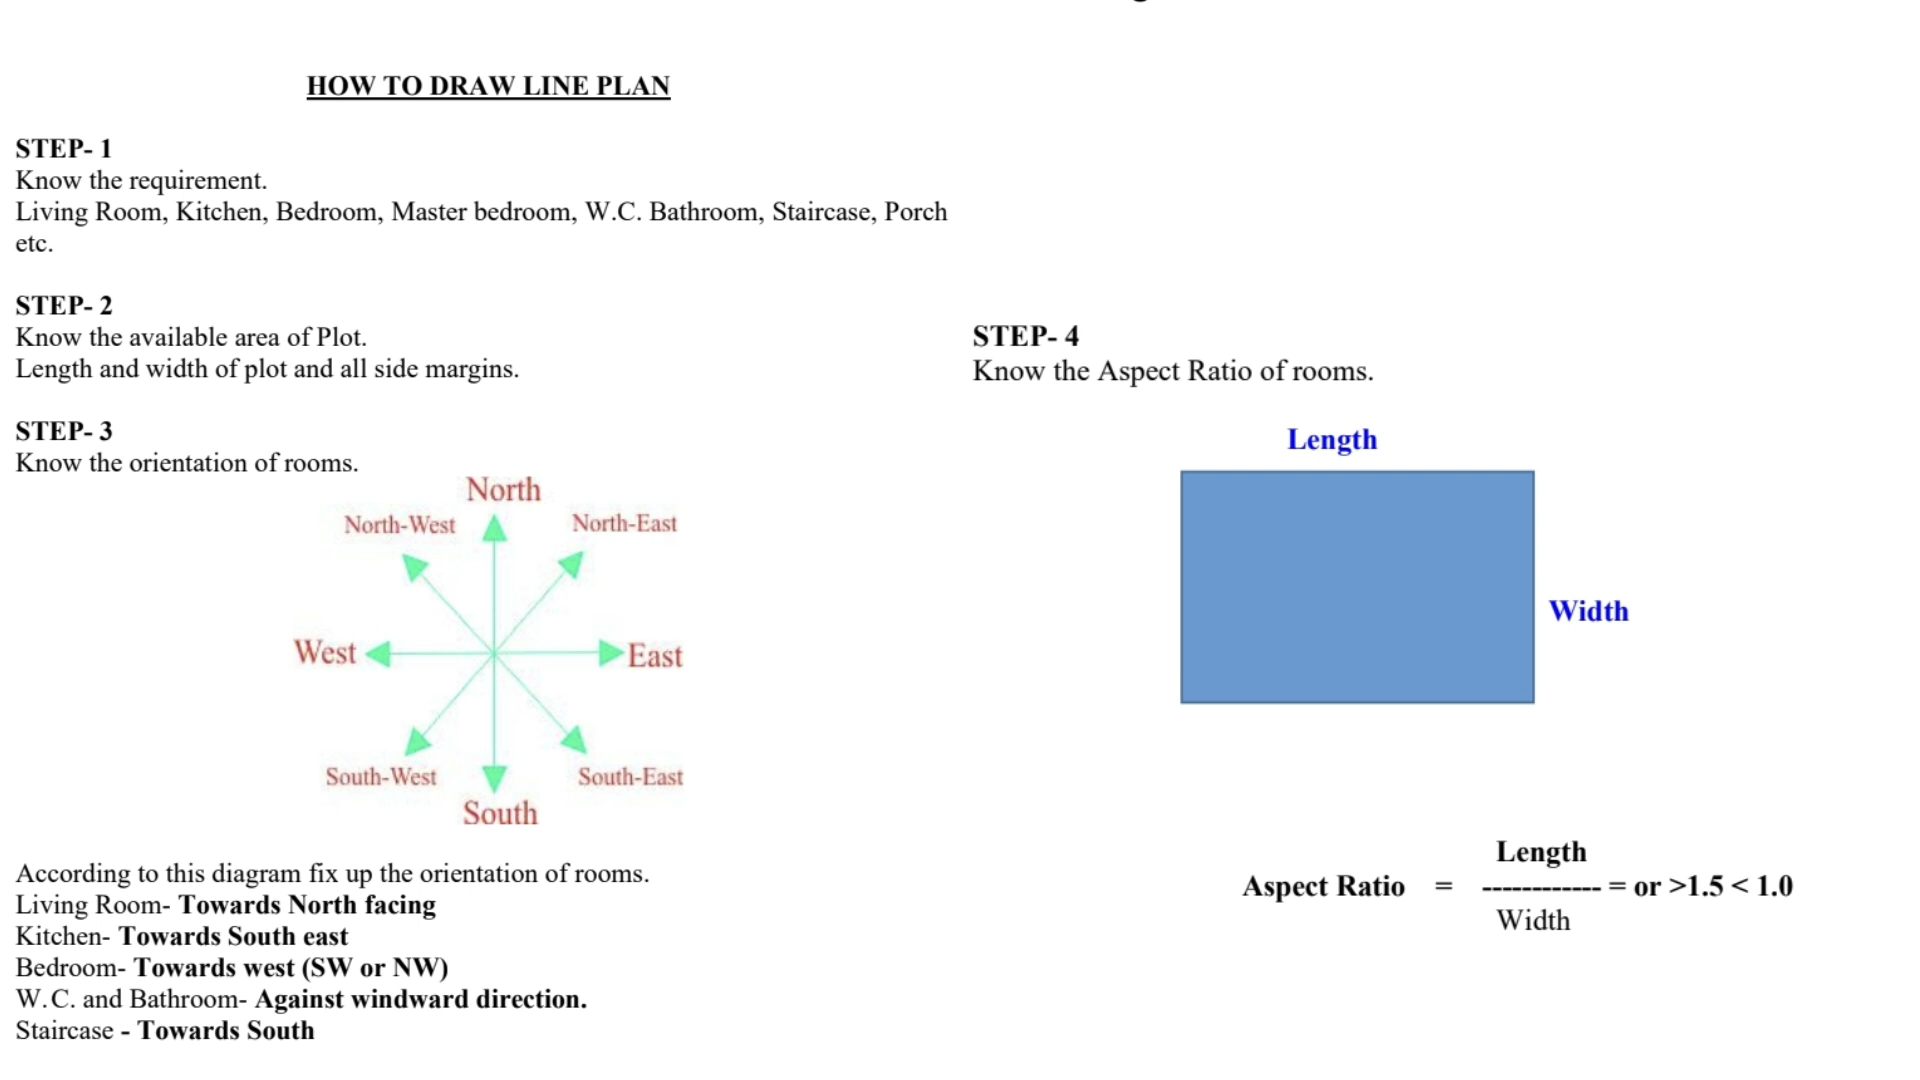 HOW TO DRAW LINE PLAN
STEP- 1
Know the requirement.
Living Room, Kitchen, Bedroom, Master bedroom, W.C. Bathroom, Staircase, Porch
etc.
STEP- 2
Know the available area of Plot.
Length and width of plot and all side margins.
STEP- 3
Know the orientation of rooms.
North
North-West
North-East
West
East
South-West
South-East
South
According to this diagram fix up the orientation of rooms.
Living Room- Towards North facing
Kitchen- Towards South east
Bedroom- Towards west (SW or NW)
W.C. and Bathroom- Against windward direction.
Staircase - Towards South
STEP- 4
Know the Aspect Ratio of rooms.
Length
Width
Length
Aspect Ratio = ------------ = or >1.5 < 1.0
Width